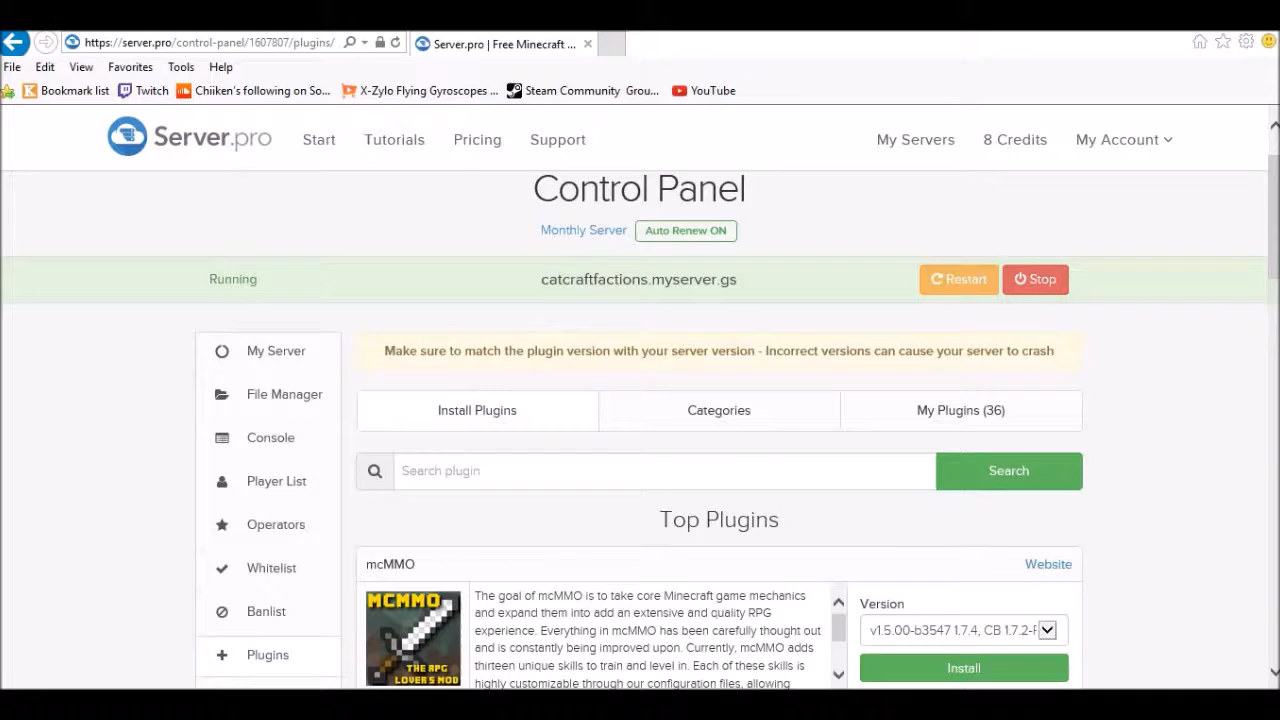 https://server.pro/control-panel/1607807/plugins/
Server.pro | Free Minecraft ...
File Edit View Favorites Tools Help
Bookmark list Twitch Chiiken's following on So... X-Zylo Flying Gyroscopes ... Steam Community Grou... YouTube
Server.pro Start Tutorials Pricing Support My Servers 8 Credits My Account
Control Panel
Monthly Server Auto Renew ON
Running catcraftfactions.myserver.gs Restart Stop
My Server
File Manager
Console
Player List
Operators
Whitelist
Banlist
Plugins
Make sure to match the plugin version with your server version - Incorrect versions can cause your server to crash
Install Plugins Categories My Plugins (36)
Search plugin Search
Top Plugins
mcMMO Website
MCMMO
THE RPG
LOVER'S MOD
The goal of mcMMO is to take core Minecraft game mechanics
and expand them into add an extensive and quality RPG
experience. Everything in mcMMO has been carefully thought out
and is constantly being improved upon. Currently, mcMMO adds
thirteen unique skills to train and level in. Each of these skills is
highly customizable through our configuration files, allowing
Version
v1.5.00-b3547 1.7.4, CB 1.7.2-
Install